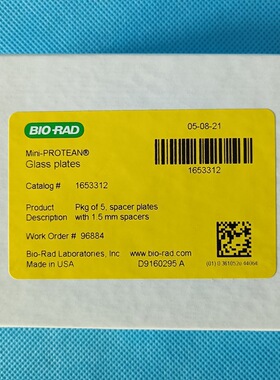 BIO-RAD
05-08-21
Mini-PROTEAN®
Glass plates
1653312
Catalog # 1653312
Product Pkg of 5, spacer plates
Description with 1.5 mm spacers
Work Order # 96884
Bio-Rad Laboratories, Inc www.bio-rad.com
Made in USA D9160295 A